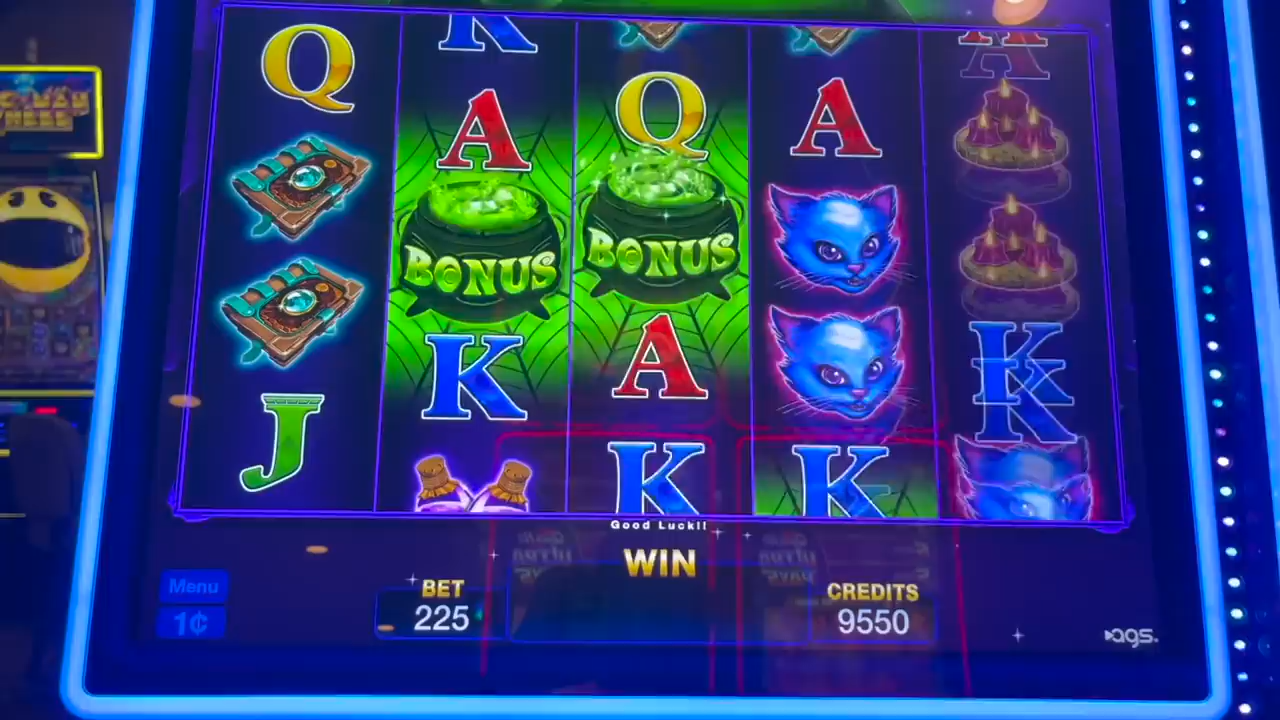 K
Q
A
Q
A
A
BONUS
BONUS
K
A
K
J
K
K
K
Good Luck!!
WIN
Menu
BET
CREDITS
1¢
225
9550
ags.